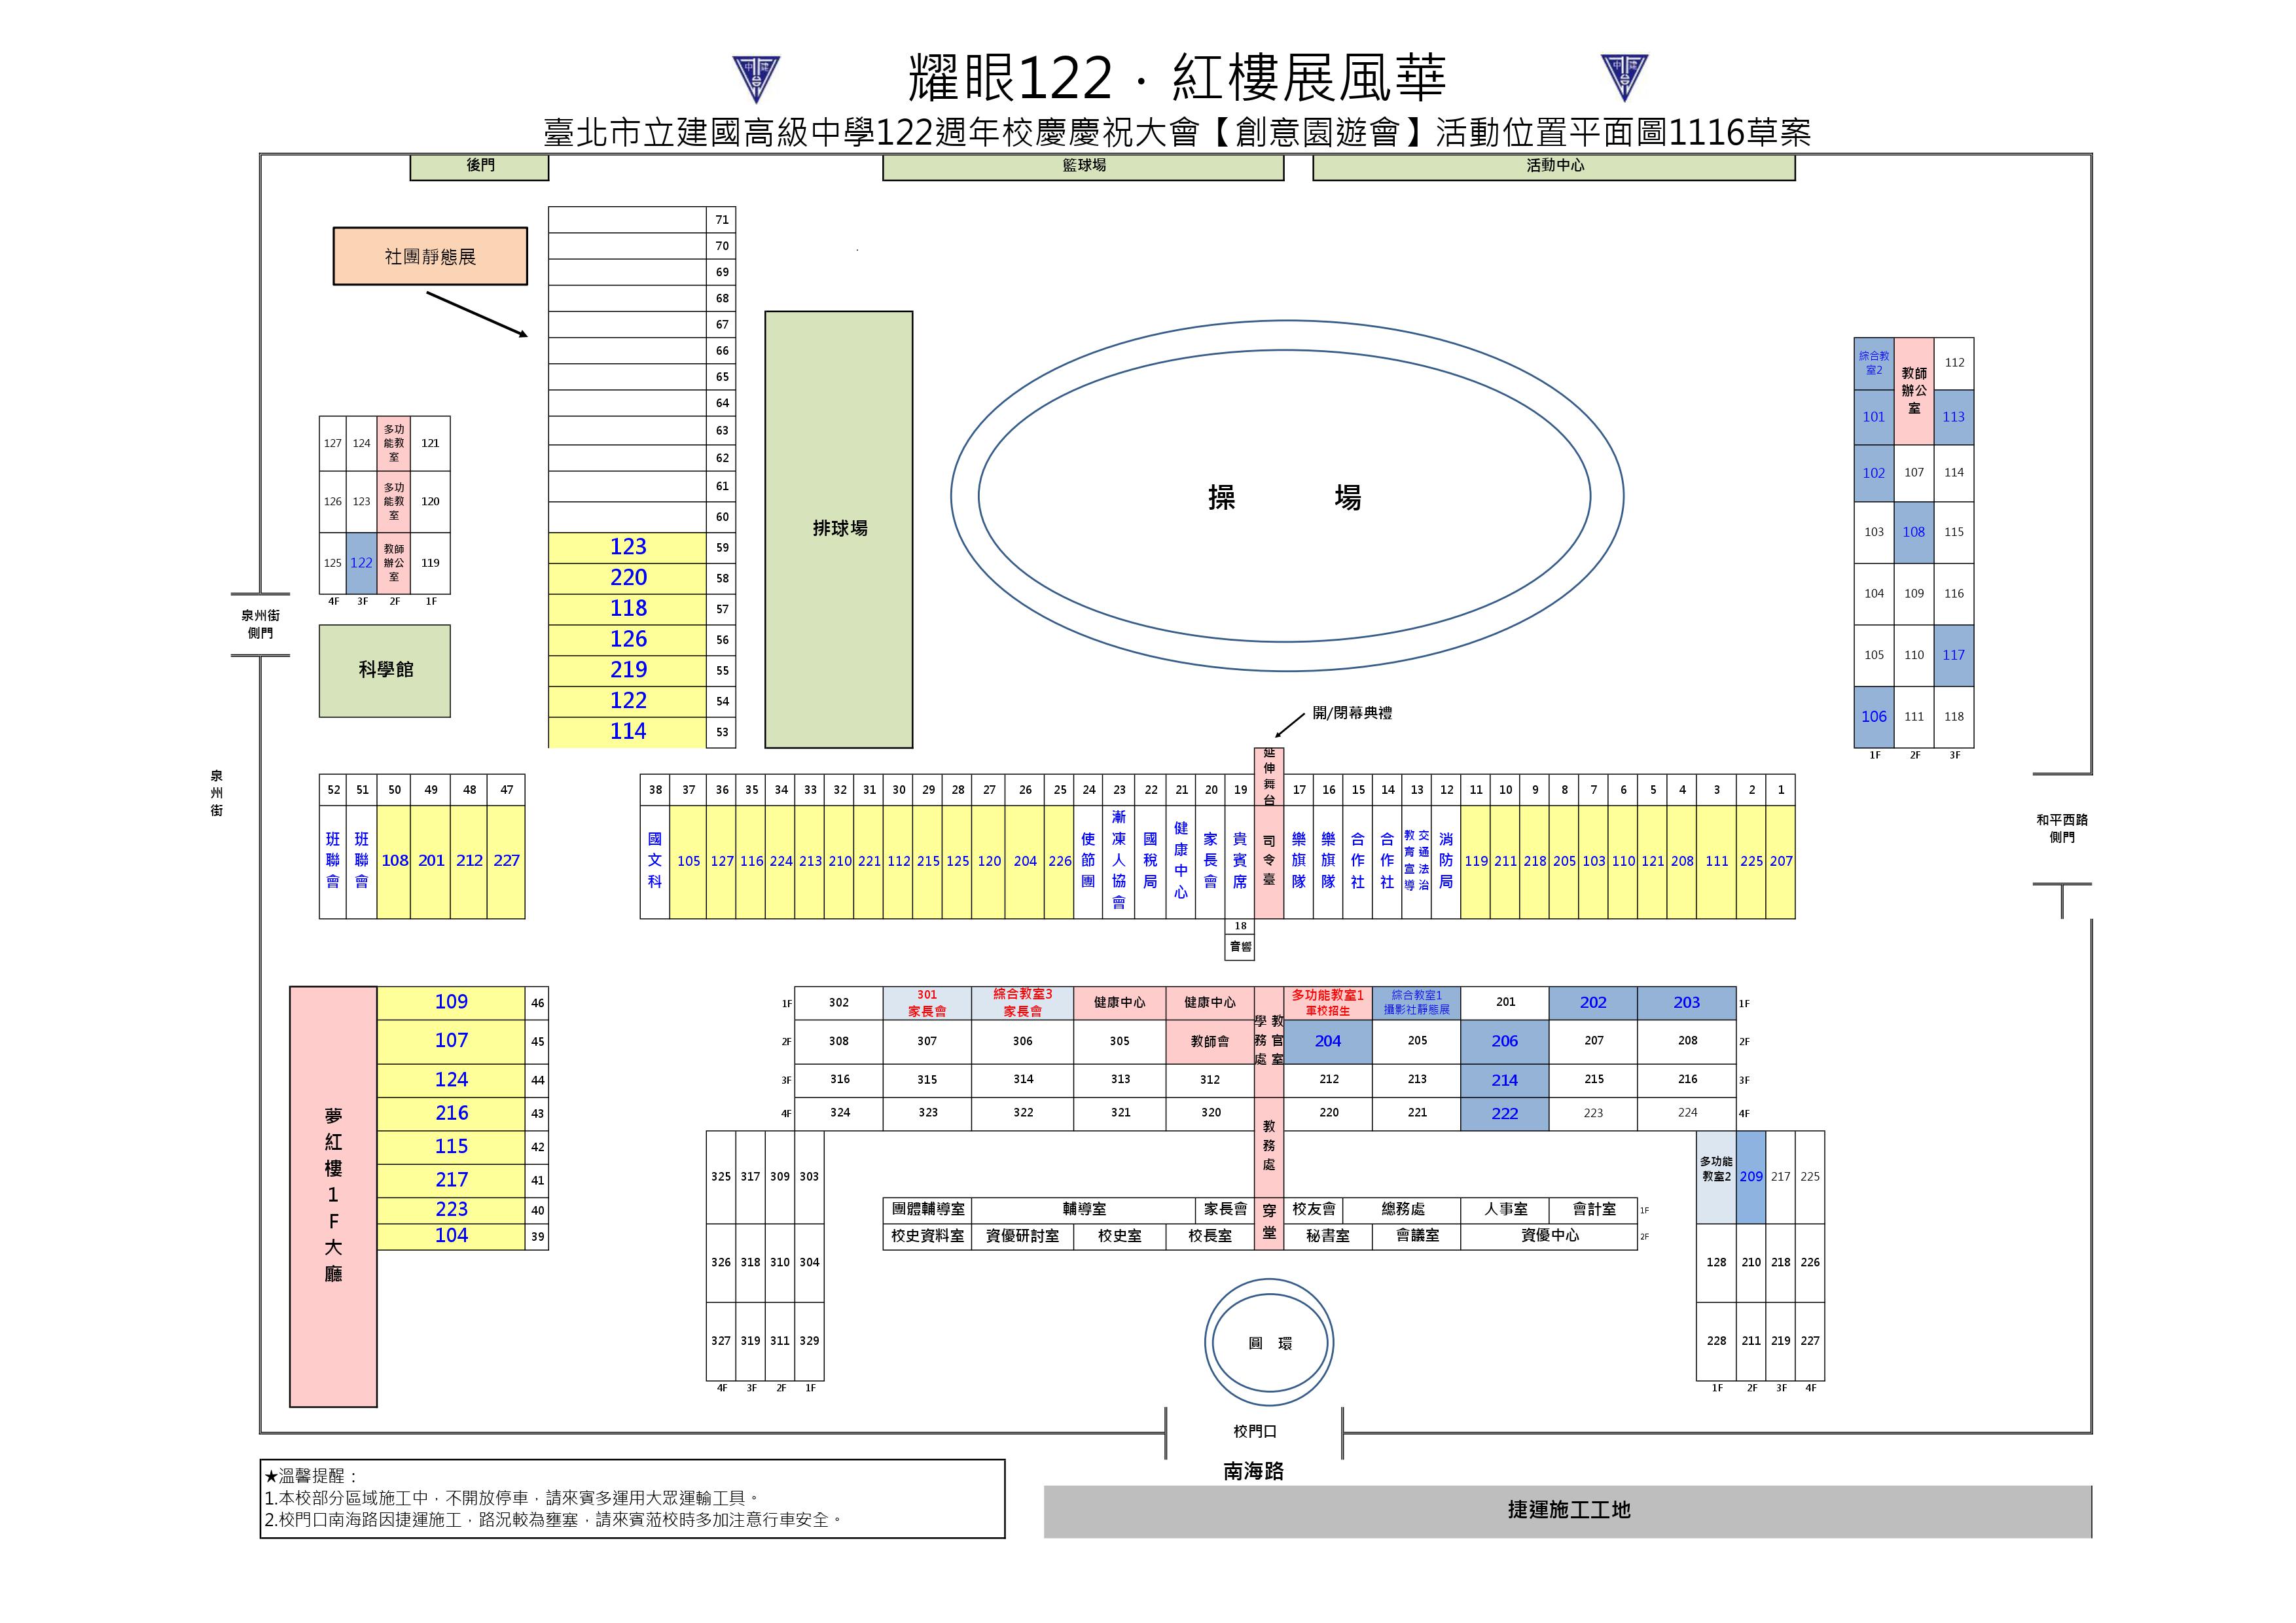 耀眼122．紅樓展風華
臺北市立建國高級中學122週年校慶慶祝大會【創意園遊會】活動位置平面圖1116草案
後門 籃球場 活動中心
社團靜態展
71
70
69
68
67
66
65
64
63
62
61
60
123 59
220 58
118 57
126 56
219 55
122 54
114 53
排球場
操 場
開/閉幕典禮
127 124 多功能教室 121
126 123 多功能教室 120
125 122 教師辦公室 119
4F 3F 2F 1F
泉州街
側門
科學館
泉州街
綜合教室2 教師辦公室 112
101 113
102 107 114
103 108 115
104 109 116
105 110 117
106 111 118
1F 2F 3F
和平西路
側門
52 51 50 49 48 47
班聯會 班聯會 108 201 212 227
38 37 36 35 34 33 32 31 30 29 28 27 26 25 24 23 22 21 20 19 延伸舞台 17 16 15 14 13 12 11 10 9 8 7 6 5 4 3 2 1
國文科 105 127 116 224 213 210 221 112 215 125 120 204 226 使節團 漸凍人協會 國稅局 健康中心 家長會 貴賓席 司令臺 樂旗隊 樂旗隊 合作社 合作社 交通法治教育宣導 消防局 119 211 218 205 103 110 121 208 111 225 207
18
音響
夢紅樓1F大廳
109 46
107 45
124 44
216 43
115 42
217 41
223 40
104 39
1F 302 301家長會 綜合教室3家長會 健康中心 健康中心 多功能教室1軍校招生 綜合教室1攝影社靜態展 201 202 203 1F
教官室
學務處
2F 308 307 306 305 教師會 204 205 206 207 208 2F
3F 316 315 314 313 312 212 213 214 215 216 3F
4F 324 323 322 321 320 220 221 222 223 224 4F
教務處
325 317 309 303
326 318 310 304
327 319 311 329
4F 3F 2F 1F
團體輔導室 輔導室 家長會 穿堂 校友會 總務處 人事室 會計室 1F
校史資料室 資優研討室 校史室 校長室 秘書室 會議室 資優中心 2F
多功能教室2 209 217 225
128 210 218 226
228 211 219 227
1F 2F 3F 4F
圓 環
校門口
南海路
捷運施工工地
★溫馨提醒：
1.本校部分區域施工中，不開放停車，請來賓多運用大眾運輸工具。
2.校門口南海路因捷運施工，路況較為壅塞，請來賓蒞校時多加注意行車安全。